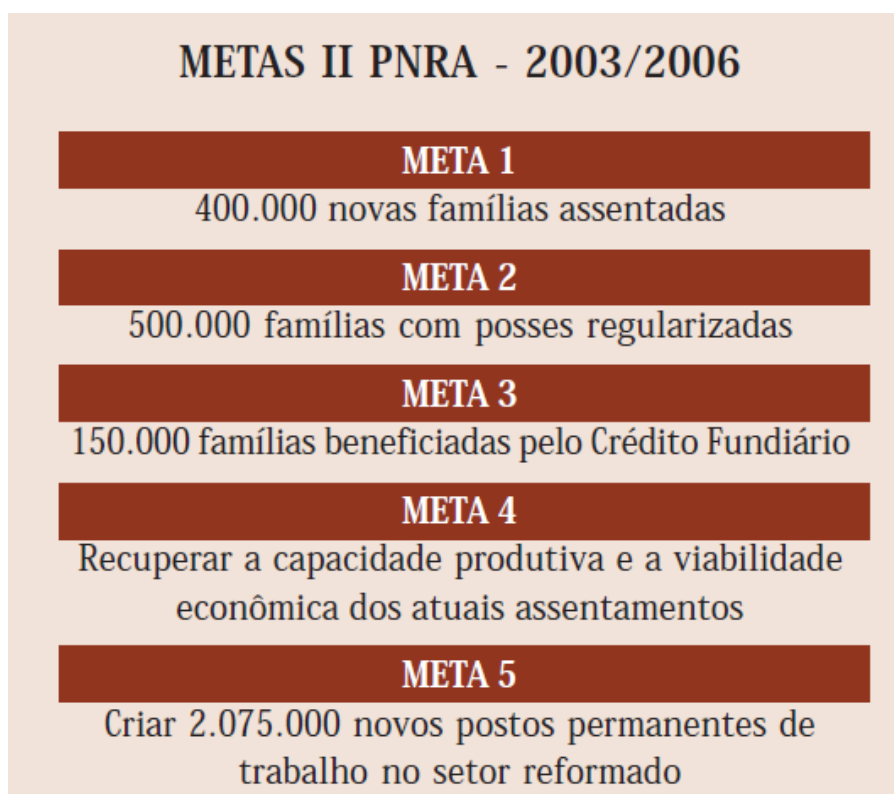 METAS II PNRA - 2003/2006
META 1
400.000 novas famílias assentadas
META 2
500.000 famílias com posses regularizadas
META 3
150.000 famílias beneficiadas pelo Crédito Fundiário
META 4
Recuperar a capacidade produtiva e a viabilidade
econômica dos atuais assentamentos
META 5
Criar 2.075.000 novos postos permanentes de
trabalho no setor reformado